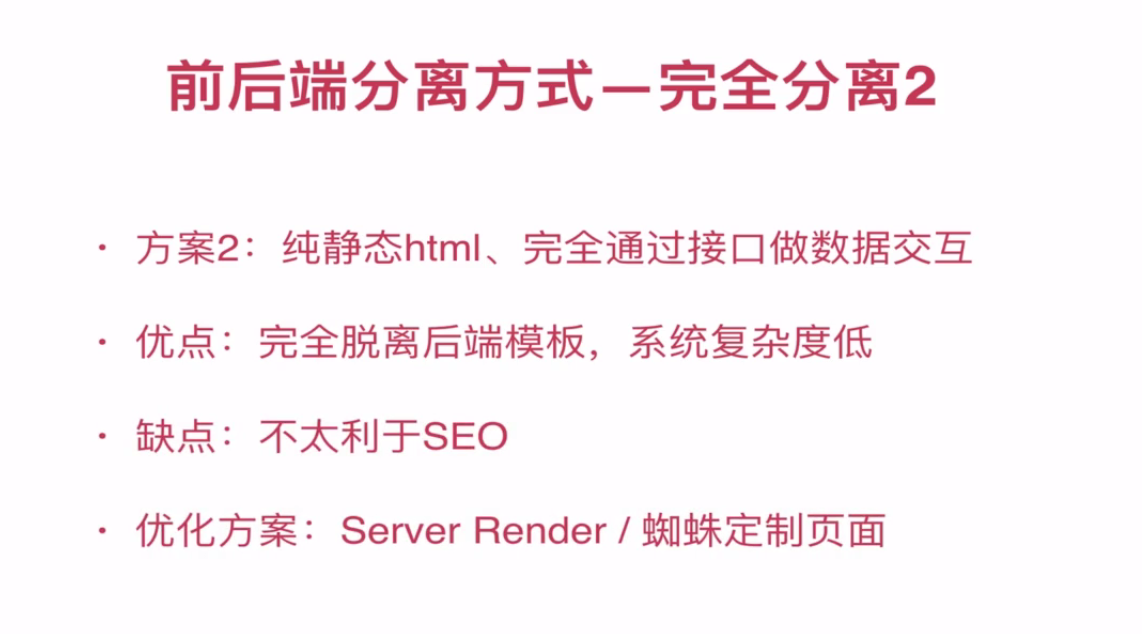 前后端分离方式—完全分离2
· 方案2：纯静态html、完全通过接口做数据交互
· 优点：完全脱离后端模板，系统复杂度低
· 缺点：不太利于SEO
· 优化方案：Server Render / 蜘蛛定制页面